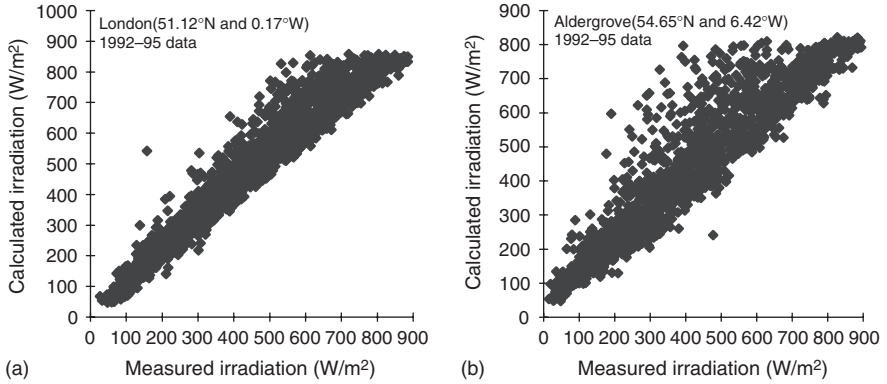 London(51.12°N and 0.17°W)
1992–95 data
1000
900
800
700
600
500
400
300
200
100
0
Calculated irradiation (W/m²)
0 100 200 300 400 500 600 700 800 900
Measured irradiation (W/m²)
(a)
Aldergrove(54.65°N and 6.42°W)
1992–95 data
900
800
700
600
500
400
300
200
100
0
Calculated irradiation (W/m²)
0 100 200 300 400 500 600 700 800 900
Measured irradiation (W/m²)
(b)